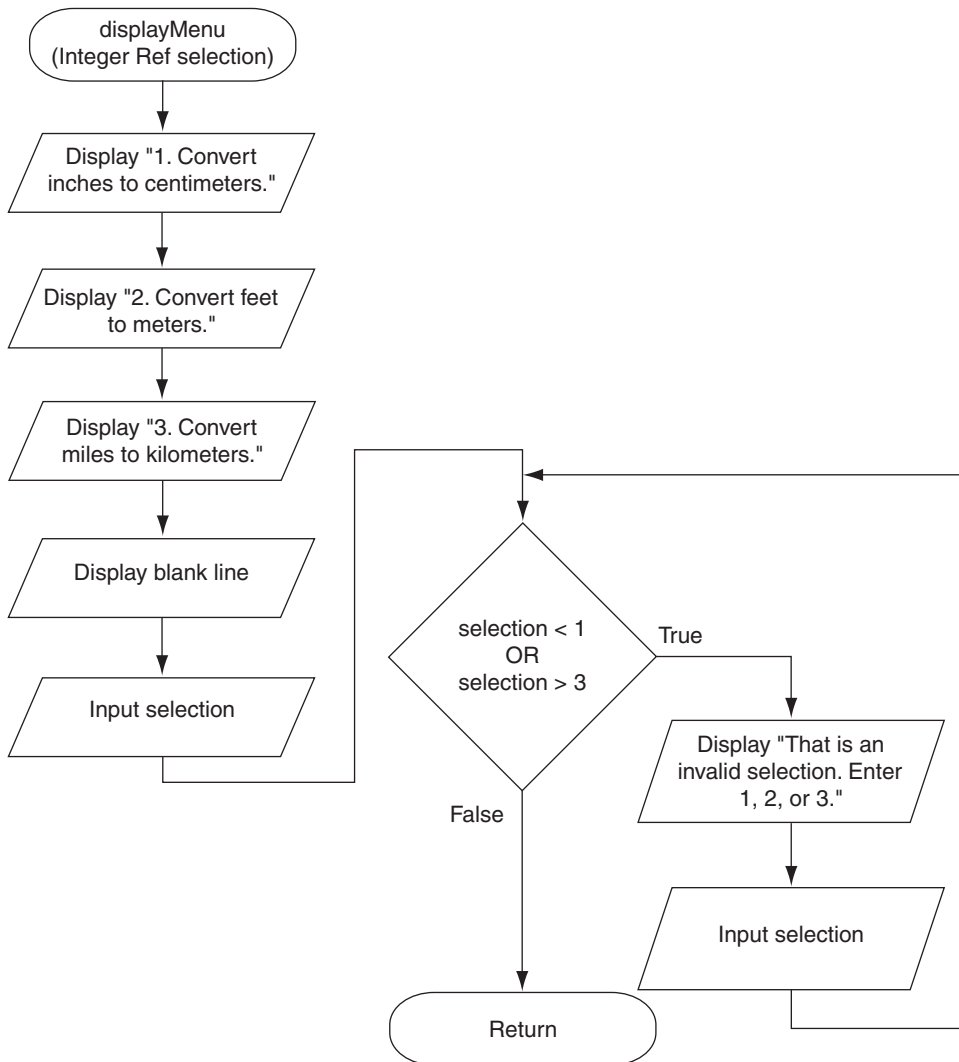 displayMenu
(Integer Ref selection)
Display "1. Convert
inches to centimeters."
Display "2. Convert feet
to meters."
Display "3. Convert
miles to kilometers."
Display blank line
Input selection
selection < 1
OR
selection > 3
True
False
Display "That is an
invalid selection. Enter
1, 2, or 3."
Input selection
Return